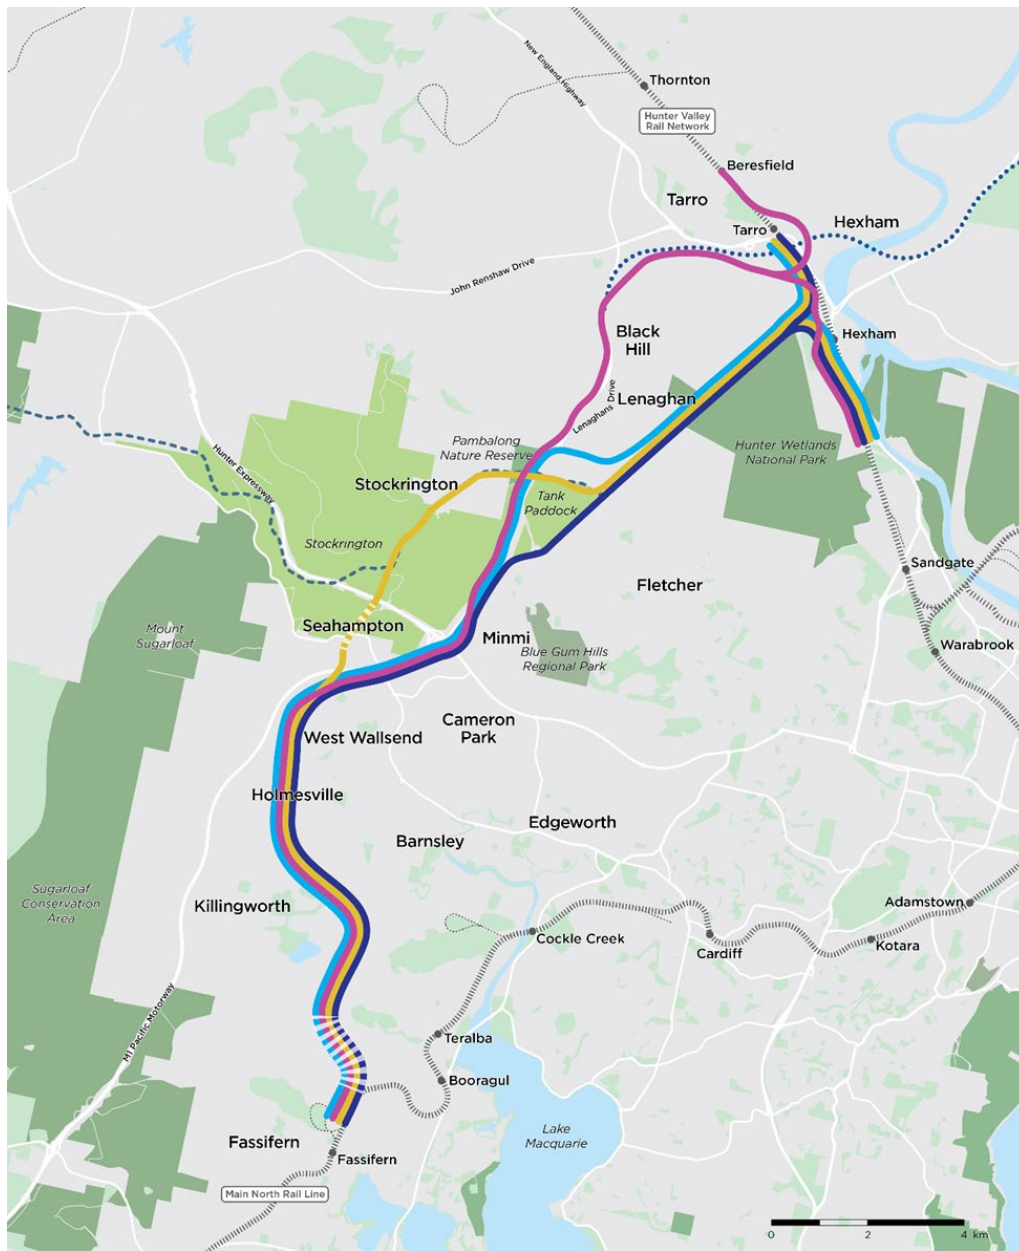 New England Highway
Thornton
Hunter Valley
Rail Network
Beresfield
Tarro
Tarro
Hexham
John Renshaw Drive
Black
Hill
Hexham
Lenaghans Drive
Lenaghan
Pambalong
Nature Reserve
Hunter Wetlands
National Park
Hunter Expressway
Stockrington
Tank
Paddock
Stockrington
Sandgate
Fletcher
Seahampton
Mount
Sugarloaf
Minmi
Blue Gum Hills
Regional Park
Warabrook
West Wallsend
Cameron
Park
Holmesville
Edgeworth
Barnsley
Sugarloaf
Conservation
Area
Killingworth
Adamstown
Cockle Creek
Cardiff
Kotara
M1 Pacific Motorway
Teralba
Booragul
Lake
Macquarie
Fassifern
Fassifern
Main North Rail Line
0 2 4 km